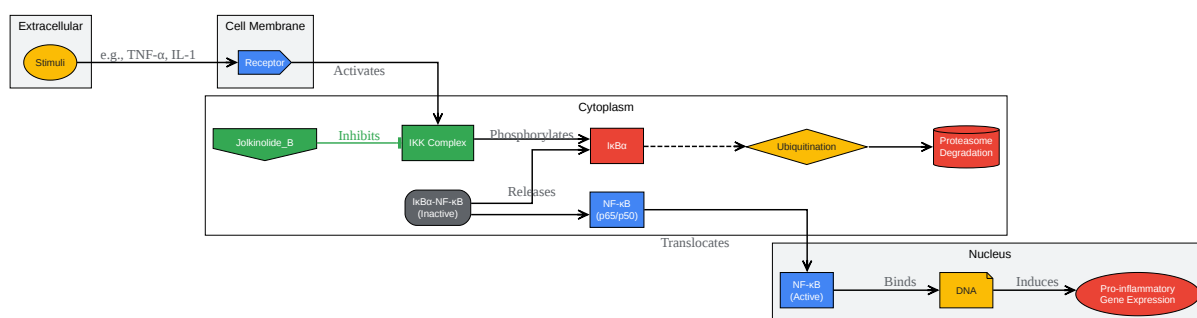 Extracellular
Cell Membrane
Stimuli
e.g., TNF-α, IL-1
Receptor
Activates
Cytoplasm
Jolkinolide_B
Inhibits
IKK Complex
Phosphorylates
IκBα
Ubiquitination
Proteasome
Degradation
IκBα-NF-κB
(Inactive)
Releases
NF-κB
(p65/p50)
Translocates
Nucleus
NF-κB
(Active)
Binds
DNA
Induces
Pro-inflammatory
Gene Expression